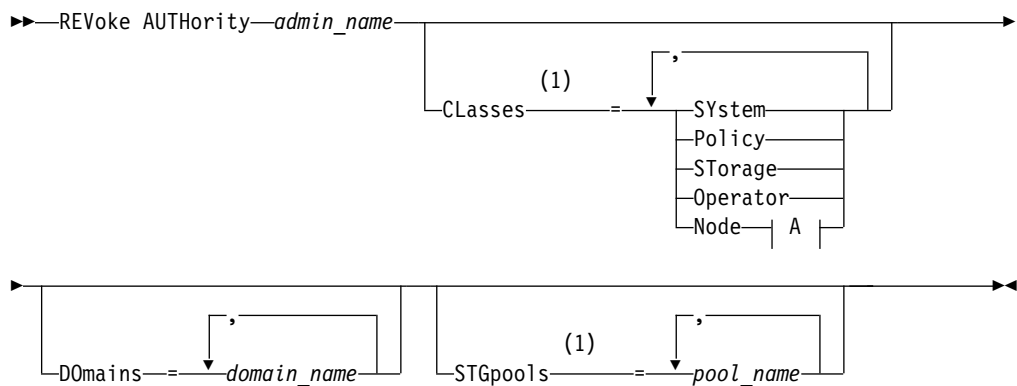 REVoke AUTHority admin_name
,
(1)
CLasses = SYstem
Policy
STorage
Operator
Node A
, ,
(1)
DOmains = domain_name STGpools = pool_name